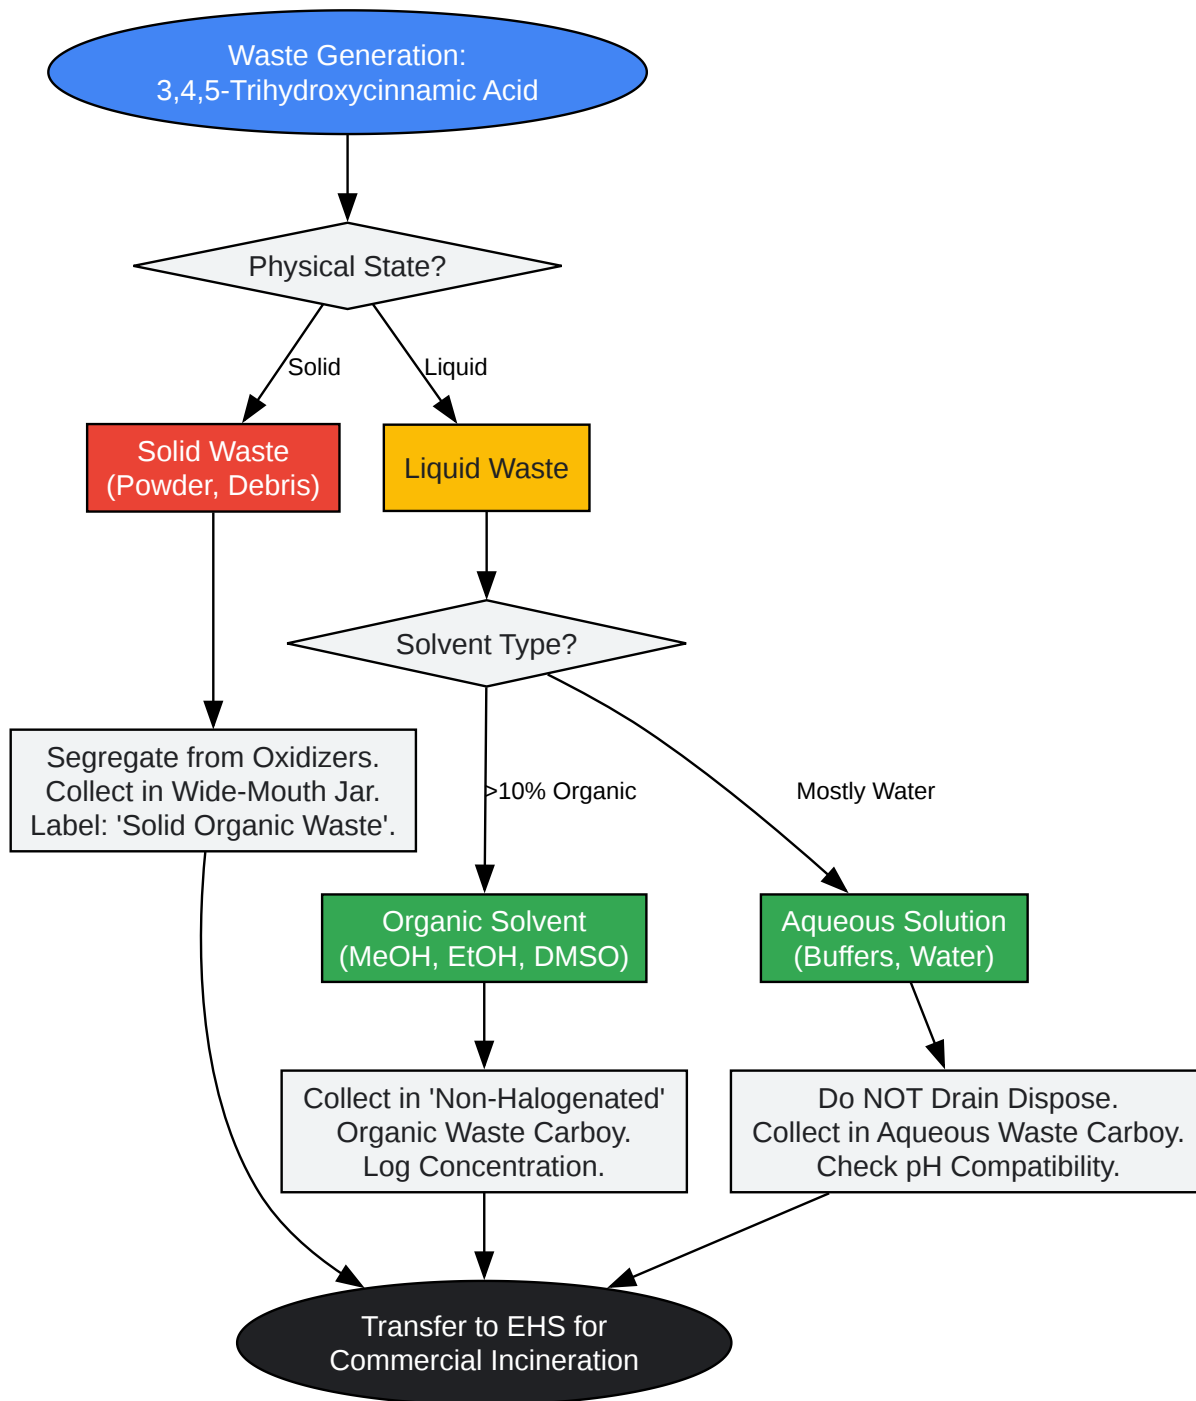 Waste Generation:
3,4,5-Trihydroxycinnamic Acid
Physical State?
Solid
Liquid
Solid Waste
(Powder, Debris)
Liquid Waste
Solvent Type?
Segregate from Oxidizers.
Collect in Wide-Mouth Jar.
Label: 'Solid Organic Waste'.
>10% Organic
Mostly Water
Organic Solvent
(MeOH, EtOH, DMSO)
Aqueous Solution
(Buffers, Water)
Collect in 'Non-Halogenated'
Organic Waste Carboy.
Log Concentration.
Do NOT Drain Dispose.
Collect in Aqueous Waste Carboy.
Check pH Compatibility.
Transfer to EHS for
Commercial Incineration